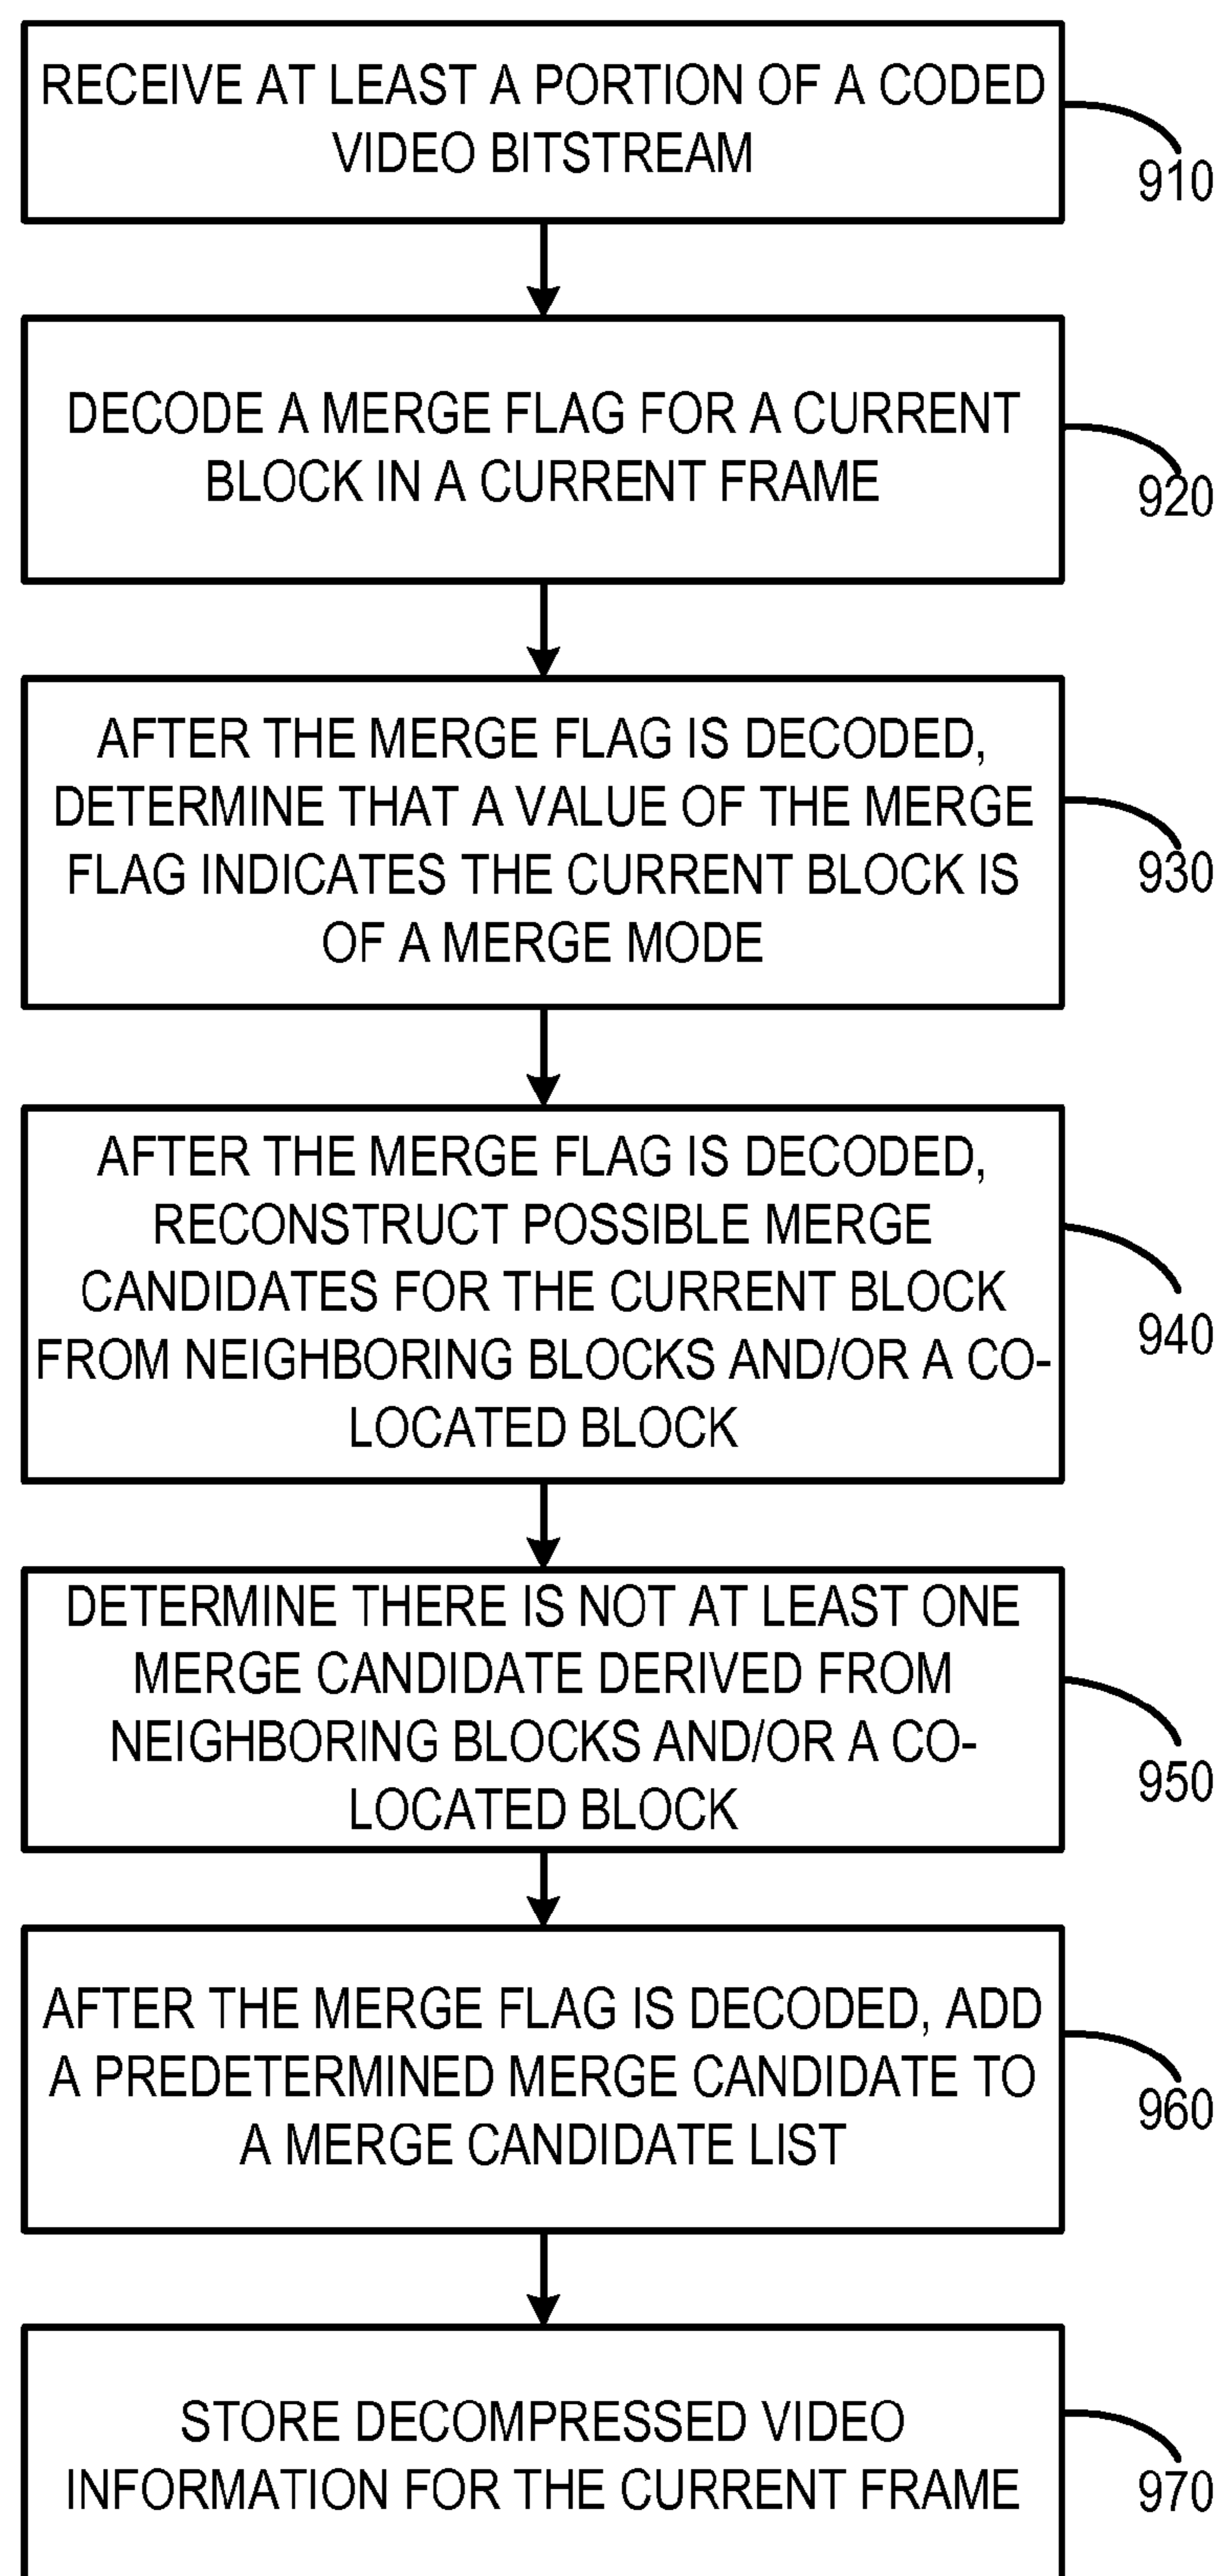 RECEIVE AT LEAST A PORTION OF A CODED
VIDEO BITSTREAM
910
DECODE A MERGE FLAG FOR A CURRENT
BLOCK IN A CURRENT FRAME
920
AFTER THE MERGE FLAG IS DECODED,
DETERMINE THAT A VALUE OF THE MERGE
FLAG INDICATES THE CURRENT BLOCK IS
OF A MERGE MODE
930
AFTER THE MERGE FLAG IS DECODED,
RECONSTRUCT POSSIBLE MERGE
CANDIDATES FOR THE CURRENT BLOCK
FROM NEIGHBORING BLOCKS AND/OR A CO-
LOCATED BLOCK
940
DETERMINE THERE IS NOT AT LEAST ONE
MERGE CANDIDATE DERIVED FROM
NEIGHBORING BLOCKS AND/OR A CO-
LOCATED BLOCK
950
AFTER THE MERGE FLAG IS DECODED, ADD
A PREDETERMINED MERGE CANDIDATE TO
A MERGE CANDIDATE LIST
960
STORE DECOMPRESSED VIDEO
INFORMATION FOR THE CURRENT FRAME
970